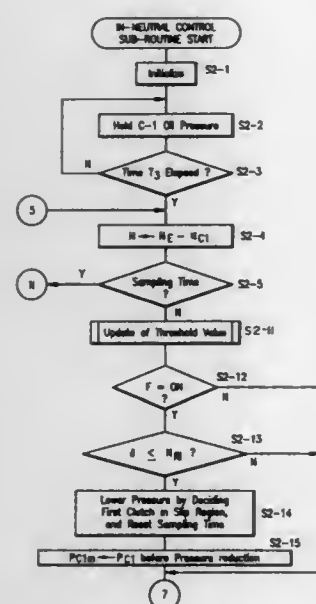 IN-NEUTRAL CONTROL
SUB-ROUTINE START
Initialize S2-1
Hold C-1 Oil Pressure S2-2
N Time T3 Elapsed ? S2-3
Y
5
N ← NE - NC1 S2-4
Y Sampling Time S2-5
?
N
N
Update of Threshold Value S2-11
F = ON S2-12
? N
Y
≤ NRi ? S2-13
N
Y
Lower Pressure by Deciding
First Clutch in Slip Region,
and Reset Sampling Time S2-14
S2-15
PC1m ← PC1 before Pressure reduction
7